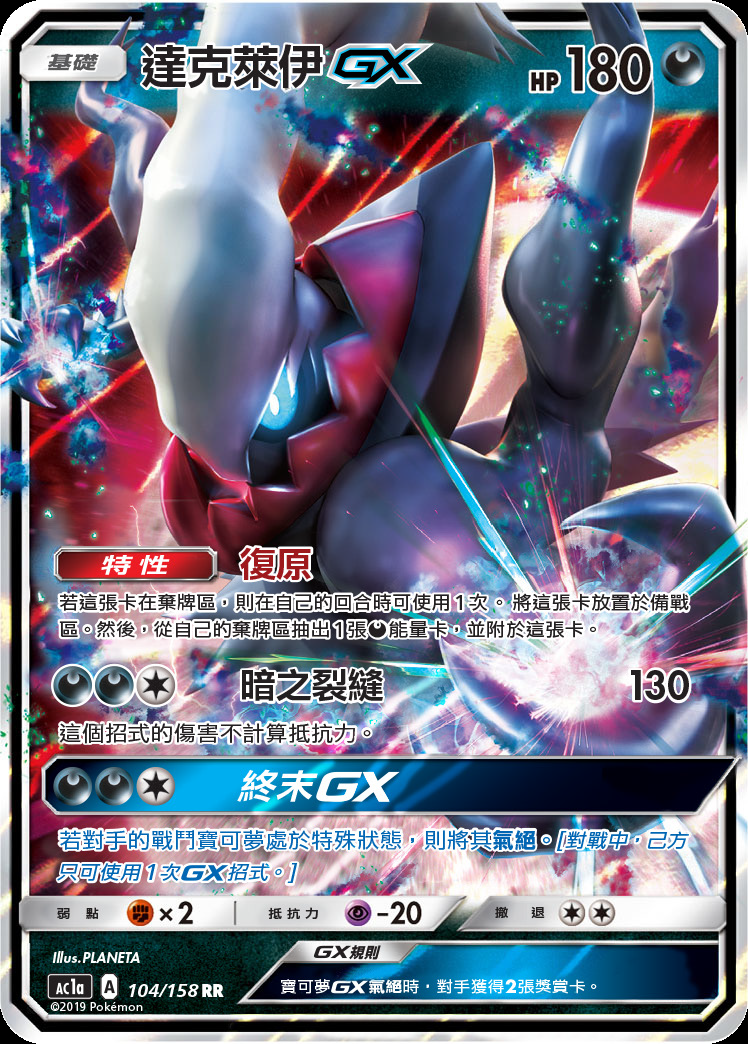 基礎 達克萊伊GX HP 180
特性 復原
若這張卡在棄牌區，則在自己的回合時可使用1次。將這張卡放置於備戰
區。然後，從自己的棄牌區抽出1張能量卡，並附於這張卡。
暗之裂縫 130
這個招式的傷害不計算抵抗力。
終末GX
若對手的戰鬥寶可夢處於特殊狀態，則將其氣絕。[對戰中，己方
只可使用1次GX招式。]
弱點 ×2 抵抗力 -20 撤退
Illus.PLANETA
GX規則
AC1a A 104/158 RR
寶可夢GX氣絕時，對手獲得2張獎賞卡。
©2019 Pokémon